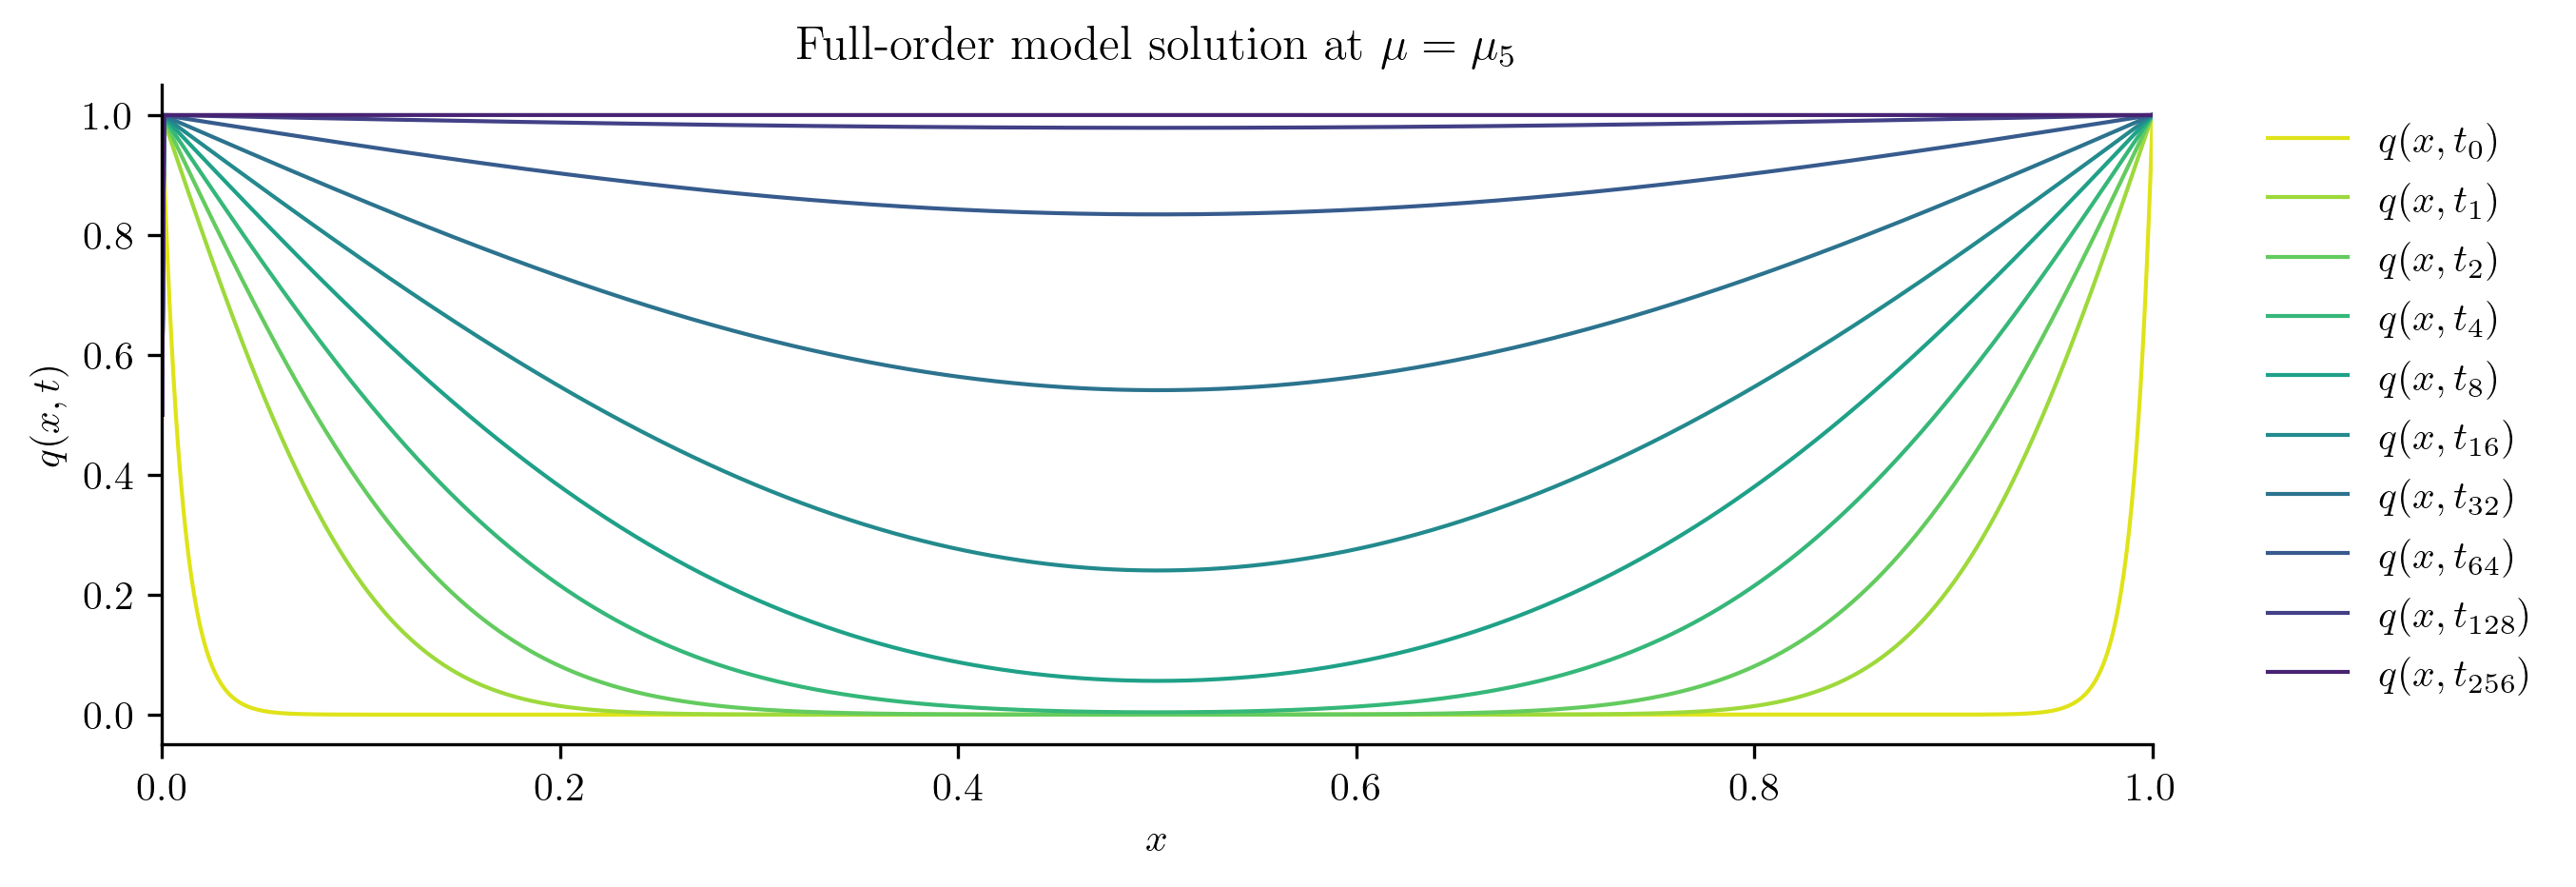 Full-order model solution at μ = μ₅
q(x, t)
1.0
0.8
0.6
0.4
0.2
0.0
0.0 0.2 0.4 0.6 0.8 1.0
x
q(x, t₀)
q(x, t₁)
q(x, t₂)
q(x, t₄)
q(x, t₈)
q(x, t₁₆)
q(x, t₃₂)
q(x, t₆₄)
q(x, t₁₂₈)
q(x, t₂₅₆)